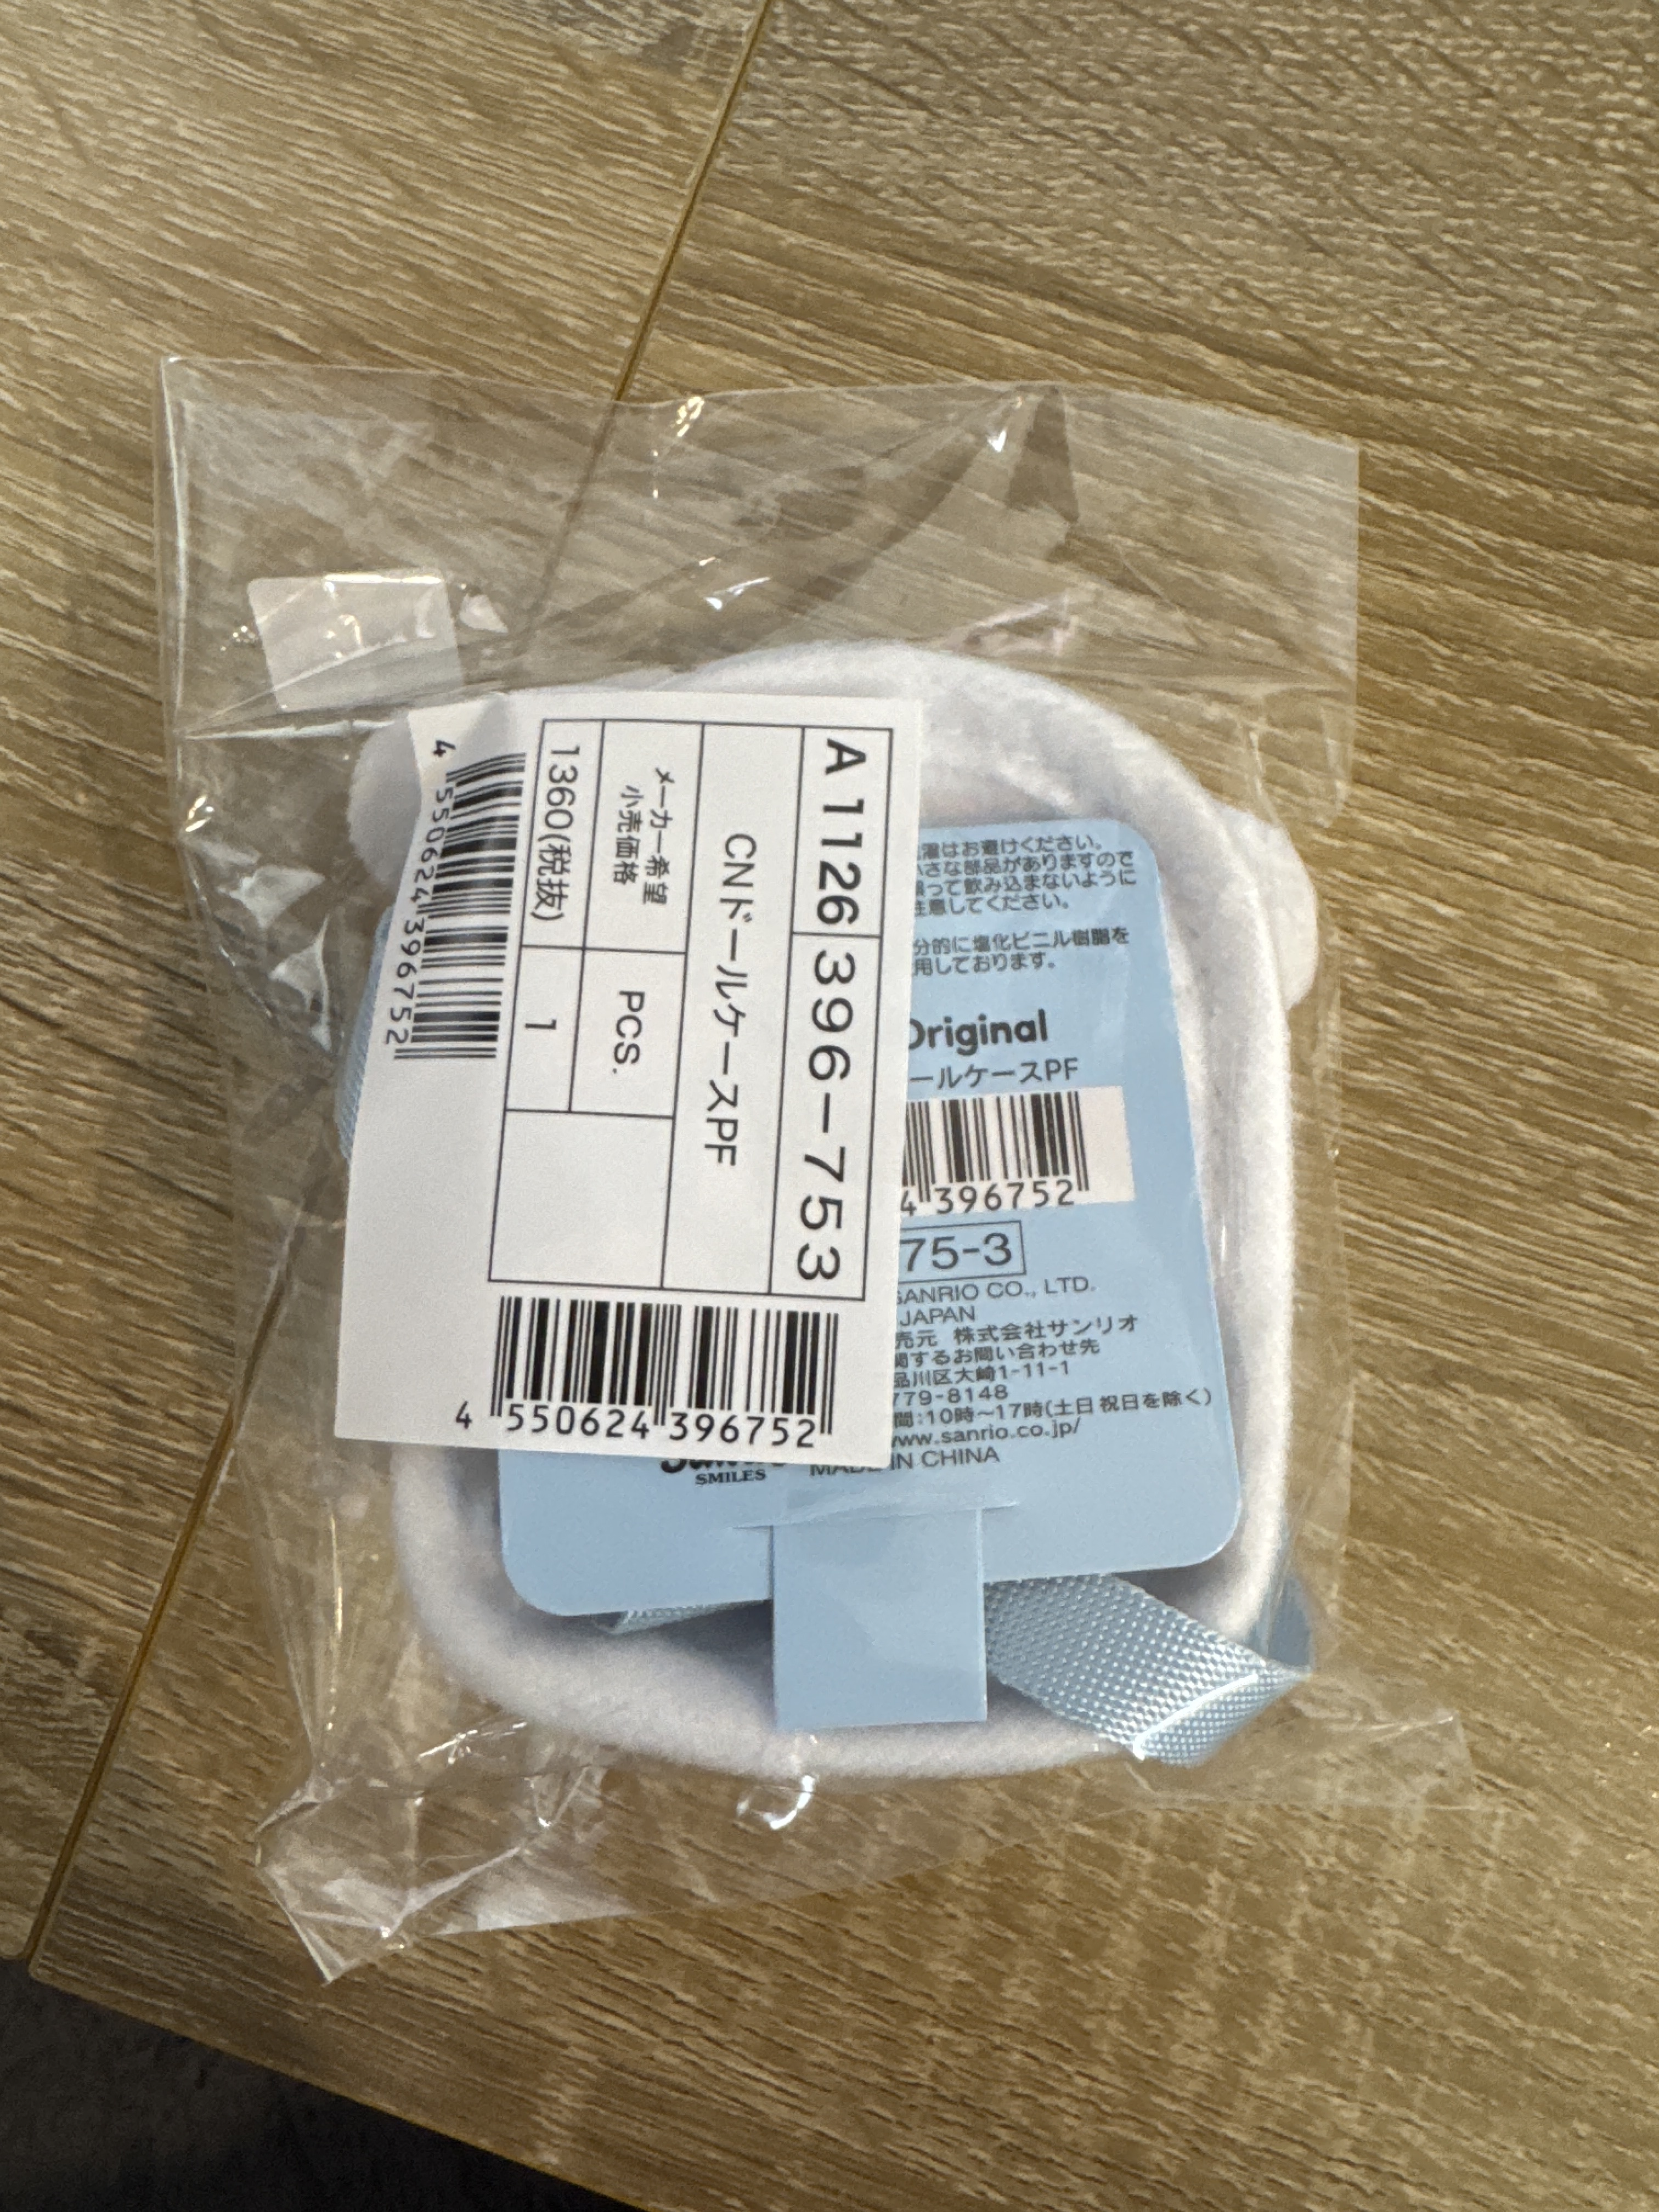 A1126 396-753
CNドールケースPF
メーカー希望
小売価格
PCS.
1360(税抜)
1
4 550624 396752
4 550624 396752
濯はお避けください。
さな部品がありますので
って飲み込まないように
意してください。
分的に塩化ビニル樹脂を
用しております。
Original
ールケースPF
4 396752
75-3
SANRIO CO., LTD.
JAPAN
売元 株式会社サンリオ
関するお問い合わせ先
品川区大崎1-11-1
779-8148
間:10時～17時(土日祝日を除く)
www.sanrio.co.jp/
MADE IN CHINA
SMILES